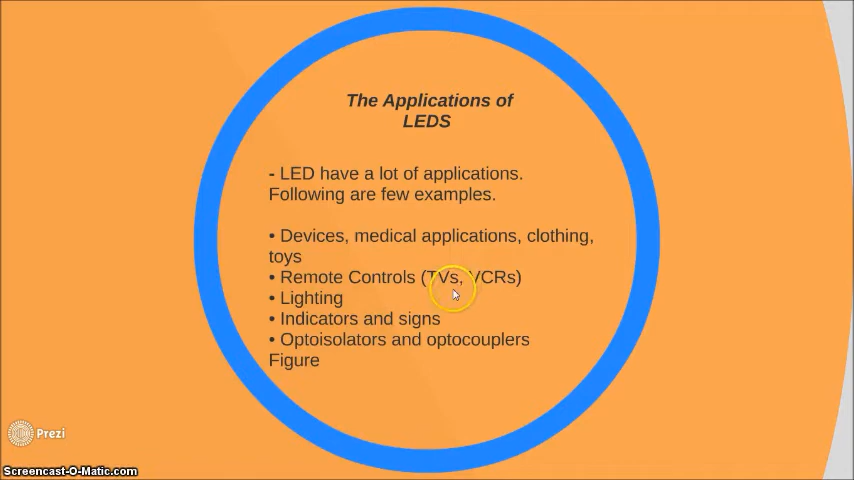 The Applications of
LEDS
- LED have a lot of applications.
Following are few examples.
• Devices, medical applications, clothing,
toys
• Remote Controls (TVs, VCRs)
• Lighting
• Indicators and signs
• Optoisolators and optocouplers
Figure
Prezi
Screencast-O-Matic.com